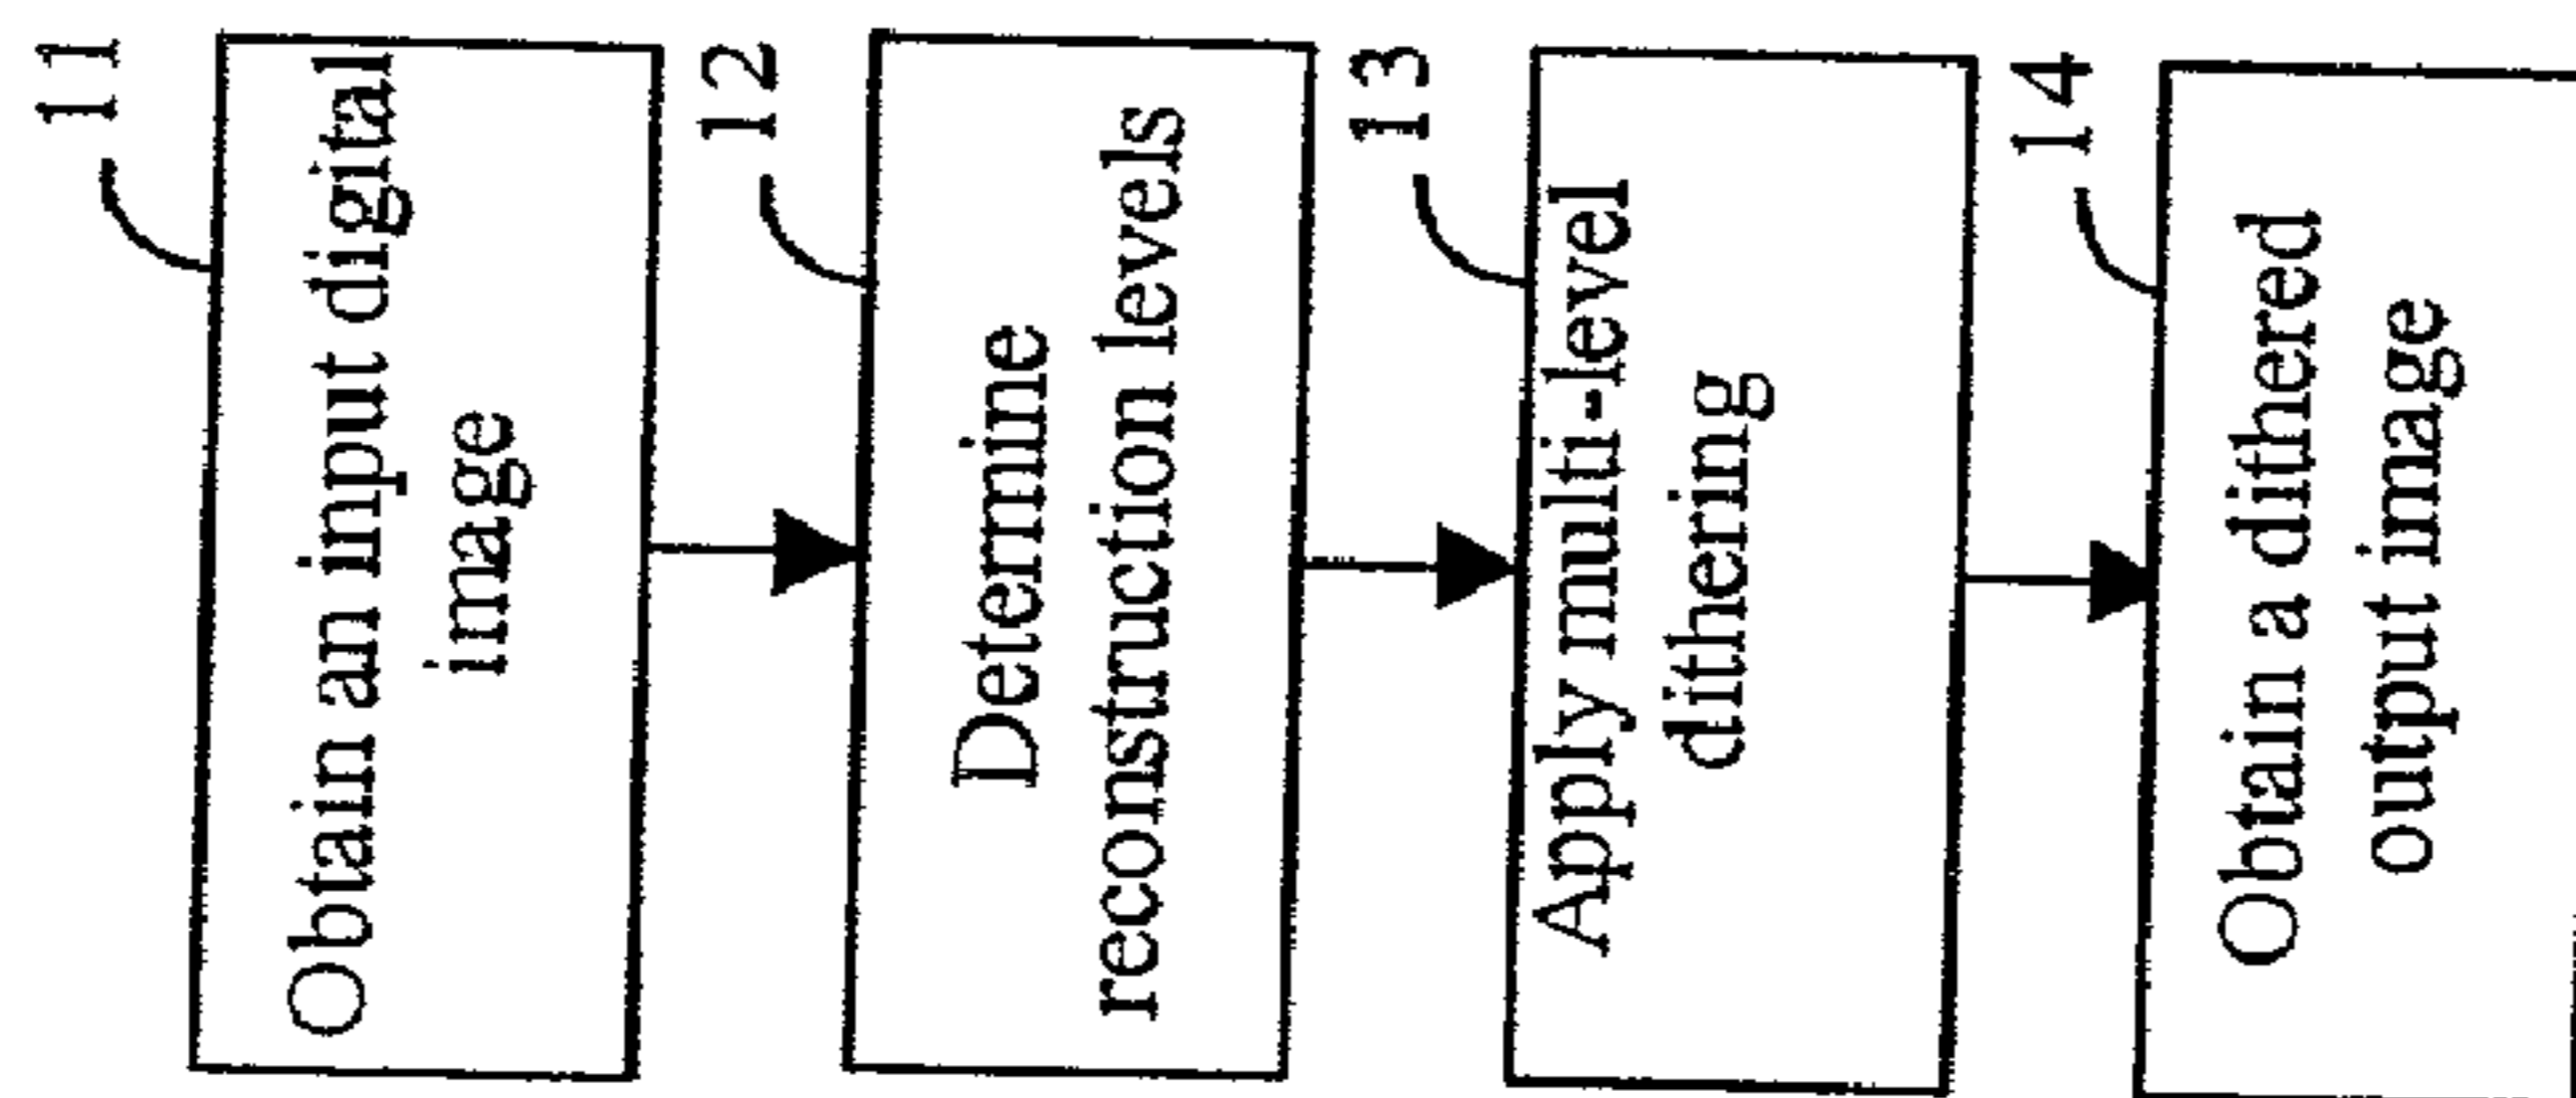 11
Obtain an input digital
image
12
Determine
reconstruction levels
13
Apply multi-level
dithering
14
Obtain a dithered
output image